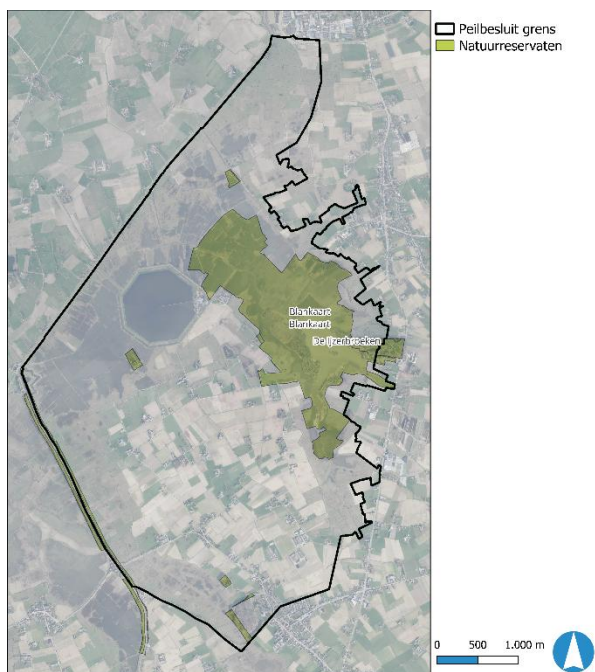 Peilbesluit grens
Natuurreservaten
Blankaart
Blankaart
De IJzerbroeken
0 500 1.000 m